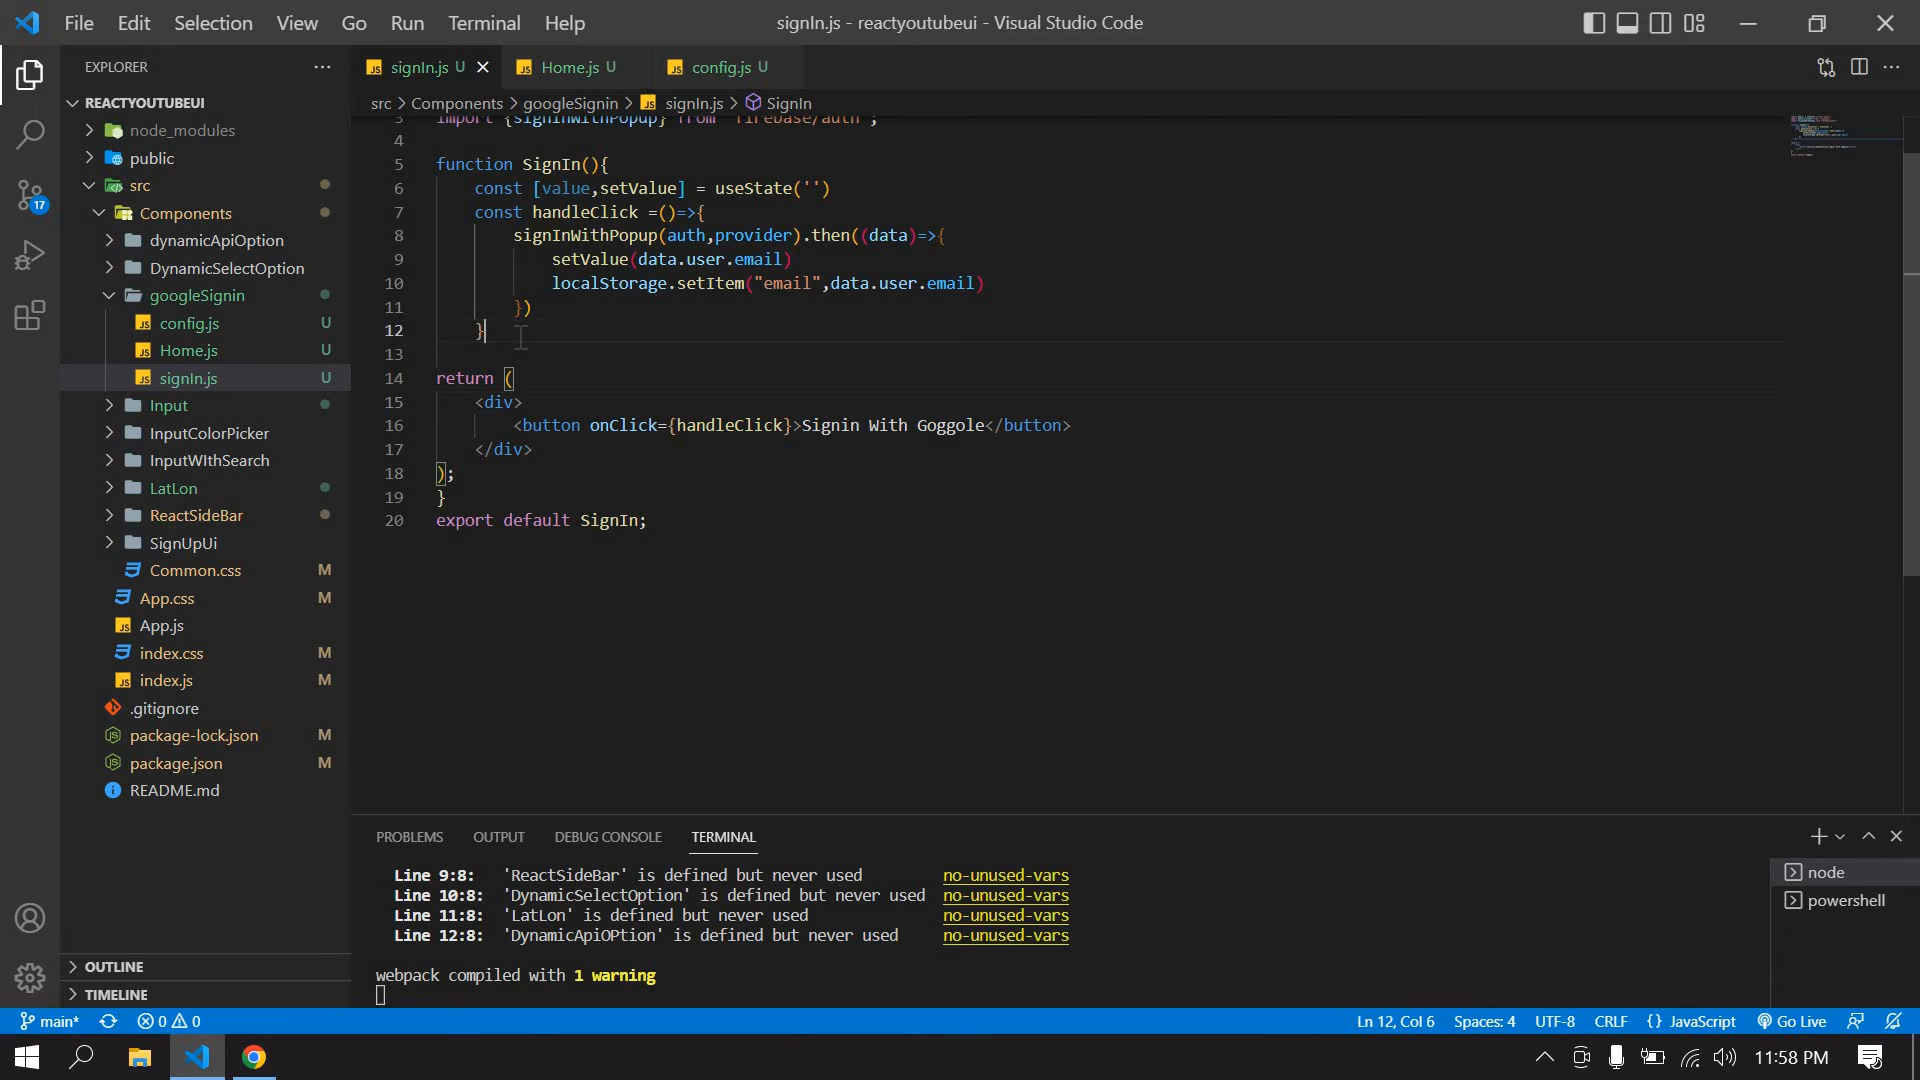 File Edit Selection View Go Run Terminal Help
signIn.js - reactyoutubeui - Visual Studio Code
EXPLORER
REACTYOUTUBEUI
node_modules
public
src
Components
dynamicApiOption
DynamicSelectOption
googleSignin
config.js U
Home.js U
signIn.js U
Input
InputColorPicker
InputWIthSearch
LatLon
ReactSideBar
SignUpUi
Common.css M
App.css M
App.js
index.css M
index.js M
.gitignore
package-lock.json M
package.json M
README.md
OUTLINE
TIMELINE
17
signIn.js U Home.js U config.js U
src > Components > googleSignin > signIn.js > SignIn
3 import {signInWithPopup} from "firebase/auth";
4
5 function SignIn(){
6 const [value,setValue] = useState('')
7 const handleClick =()=>{
8 signInWithPopup(auth,provider).then((data)=>{
9 setValue(data.user.email)
10 localStorage.setItem("email",data.user.email)
11 })
12 }
13
14 return (
15 <div>
16 <button onClick={handleClick}>Signin With Goggole</button>
17 </div>
18 );
19 }
20 export default SignIn;
PROBLEMS OUTPUT DEBUG CONSOLE TERMINAL
Line 9:8: 'ReactSideBar' is defined but never used no-unused-vars
Line 10:8: 'DynamicSelectOption' is defined but never used no-unused-vars
Line 11:8: 'LatLon' is defined but never used no-unused-vars
Line 12:8: 'DynamicApiOPtion' is defined but never used no-unused-vars
webpack compiled with 1 warning
node
powershell
main* 0 0
Ln 12, Col 6 Spaces: 4 UTF-8 CRLF {} JavaScript Go Live
11:58 PM